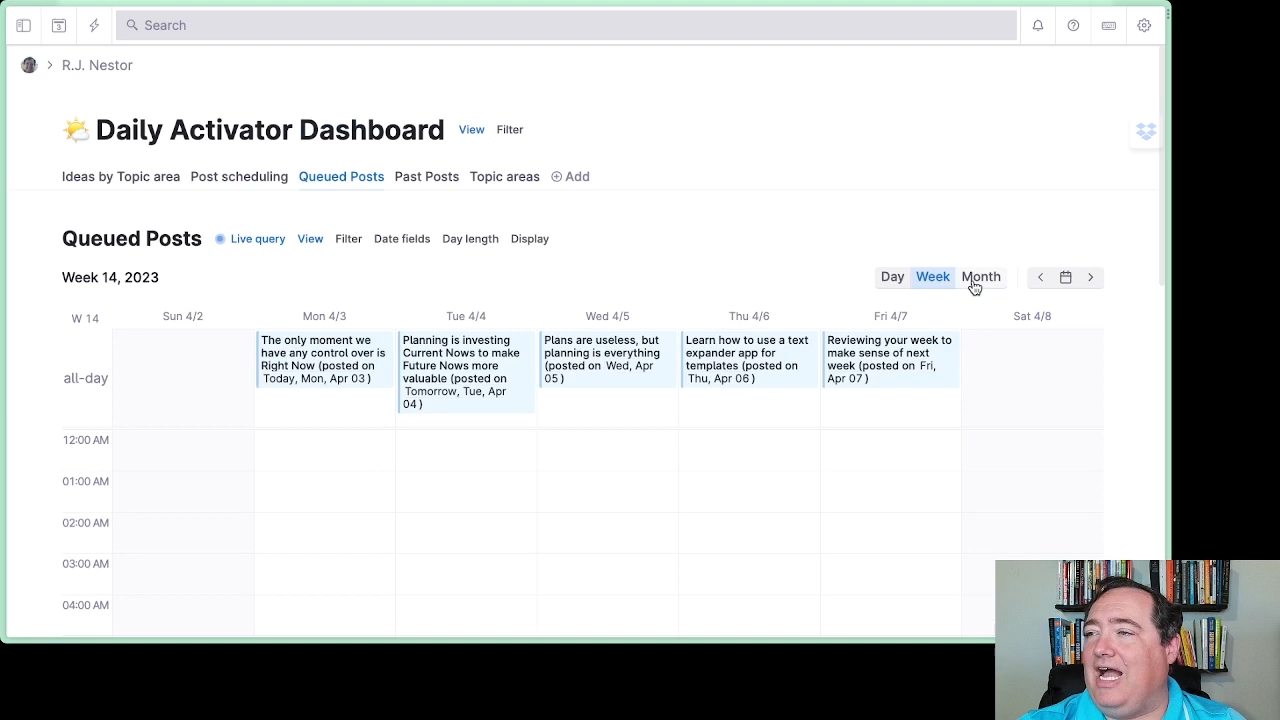 3
Search
R.J. Nestor
Daily Activator Dashboard View Filter
Ideas by Topic area Post scheduling Queued Posts Past Posts Topic areas Add
Queued Posts Live query View Filter Date fields Day length Display
Week 14, 2023
Day Week Month
W 14 Sun 4/2 Mon 4/3 Tue 4/4 Wed 4/5 Thu 4/6 Fri 4/7 Sat 4/8
all-day
The only moment we
have any control over is
Right Now (posted on
Today, Mon, Apr 03 )
Planning is investing
Current Nows to make
Future Nows more
valuable (posted on
Tomorrow, Tue, Apr
04 )
Plans are useless, but
planning is everything
(posted on Wed, Apr
05 )
Learn how to use a text
expander app for
templates (posted on
Thu, Apr 06 )
Reviewing your week to
make sense of next
week (posted on Fri,
Apr 07 )
12:00 AM
01:00 AM
02:00 AM
03:00 AM
04:00 AM